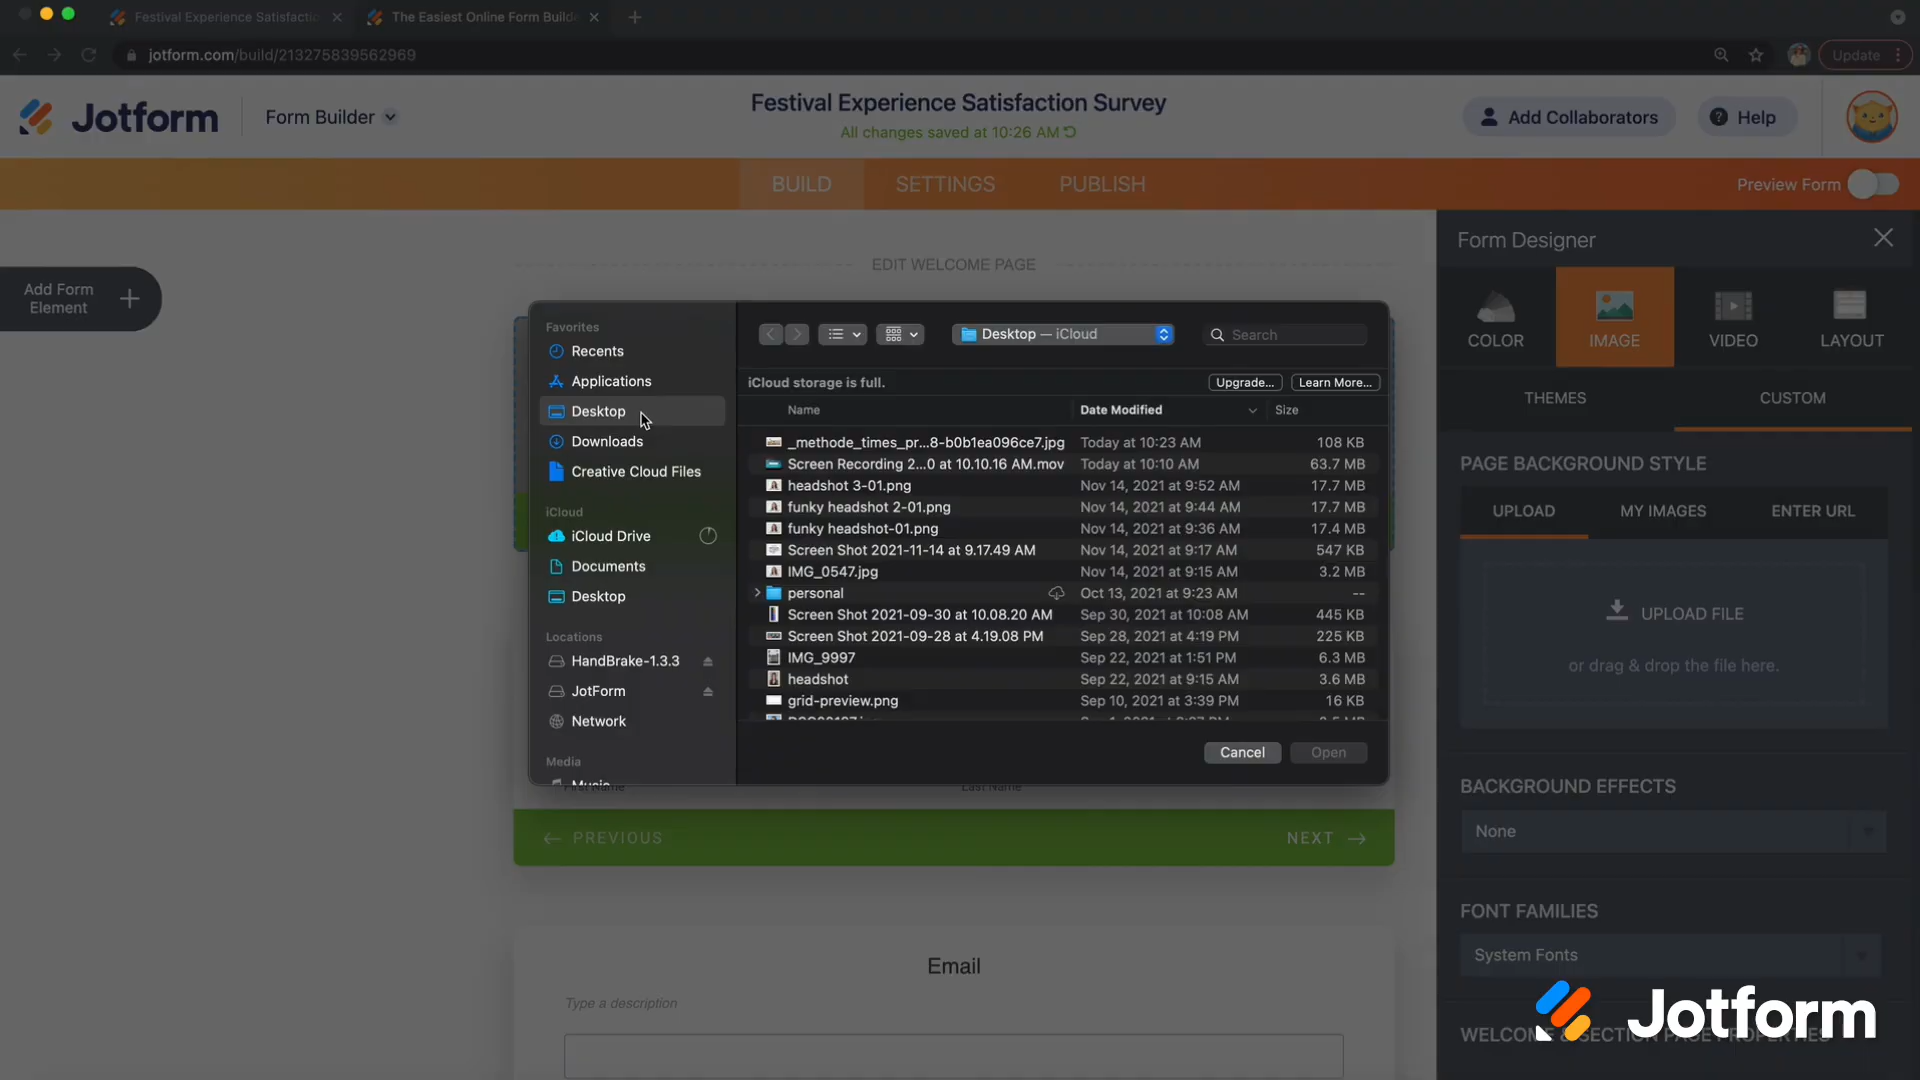 Festival Experience Satisfactio
The Easiest Online Form Builde
jotform.com/build/213275839562969
Update
Jotform
Form Builder
Festival Experience Satisfaction Survey
All changes saved at 10:26 AM
Add Collaborators
Help
BUILD
SETTINGS
PUBLISH
Preview Form
Add Form
Element
EDIT WELCOME PAGE
Form Designer
COLOR
IMAGE
VIDEO
LAYOUT
THEMES
CUSTOM
PAGE BACKGROUND STYLE
UPLOAD
MY IMAGES
ENTER URL
UPLOAD FILE
or drag & drop the file here.
BACKGROUND EFFECTS
None
FONT FAMILIES
System Fonts
WELCOME & SECTION PAGE PROPERTIES
Jotform
Favorites
Recents
Applications
Desktop
Downloads
Creative Cloud Files
iCloud
iCloud Drive
Documents
Desktop
Locations
HandBrake-1.3.3
JotForm
Network
Media
Music
Desktop — iCloud
Search
iCloud storage is full.
Upgrade...
Learn More...
Name Date Modified Size
_methode_times_pr...8-b0b1ea096ce7.jpg Today at 10:23 AM 108 KB
Screen Recording 2...0 at 10.10.16 AM.mov Today at 10:10 AM 63.7 MB
headshot 3-01.png Nov 14, 2021 at 9:52 AM 17.7 MB
funky headshot 2-01.png Nov 14, 2021 at 9:44 AM 17.7 MB
funky headshot-01.png Nov 14, 2021 at 9:36 AM 17.4 MB
Screen Shot 2021-11-14 at 9.17.49 AM Nov 14, 2021 at 9:17 AM 547 KB
IMG_0547.jpg Nov 14, 2021 at 9:15 AM 3.2 MB
personal Oct 13, 2021 at 9:23 AM --
Screen Shot 2021-09-30 at 10.08.20 AM Sep 30, 2021 at 10:08 AM 445 KB
Screen Shot 2021-09-28 at 4.19.08 PM Sep 28, 2021 at 4:19 PM 225 KB
IMG_9997 Sep 22, 2021 at 1:51 PM 6.3 MB
headshot Sep 22, 2021 at 9:15 AM 3.6 MB
grid-preview.png Sep 10, 2021 at 3:39 PM 16 KB
Cancel
Open
First Name
Last Name
PREVIOUS
NEXT
Email
Type a description